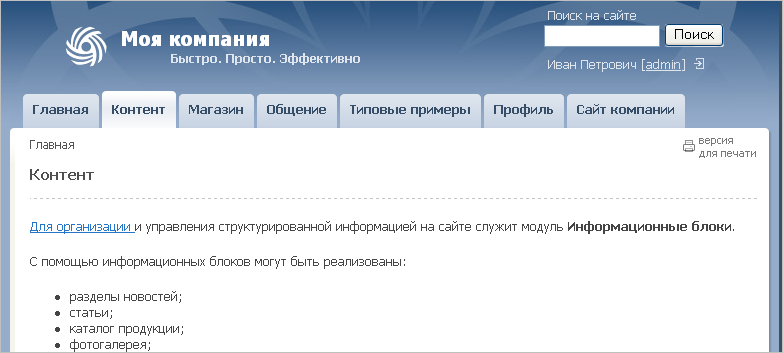 Поиск на сайте
Моя компания
Быстро. Просто. Эффективно
Поиск
Иван Петрович [admin]
Главная Контент Магазин Общение Типовые примеры Профиль Сайт компании
Главная
версия
для печати
Контент
Для организации и управления структурированной информацией на сайте служит модуль Информационные блоки.
С помощью информационных блоков могут быть реализованы:
• разделы новостей;
• статьи;
• каталог продукции;
• фотогалерея;